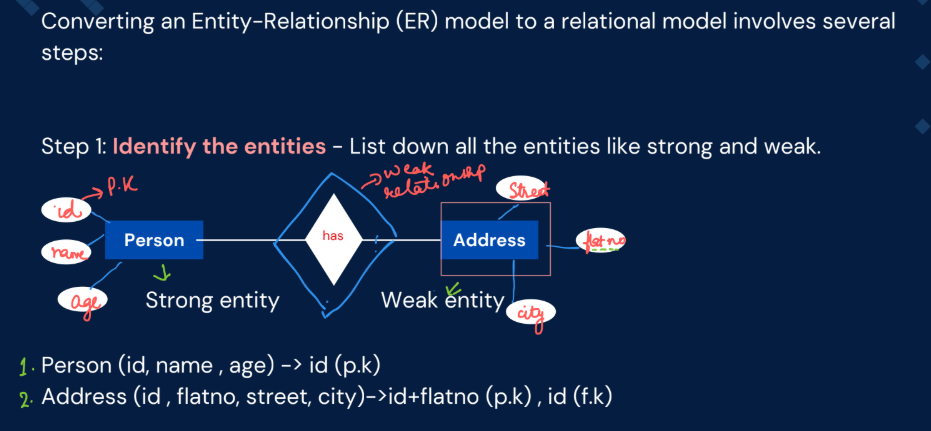 Converting an Entity-Relationship (ER) model to a relational model involves several
steps:
Step 1: Identify the entities - List down all the entities like strong and weak.
weak
relationship
P.K
Street
id
Person
has
Address
flat no
name
age
Strong entity
Weak entity
city
1. Person (id, name , age) -> id (p.k)
2. Address (id , flatno, street, city)->id+flatno (p.k) , id (f.k)